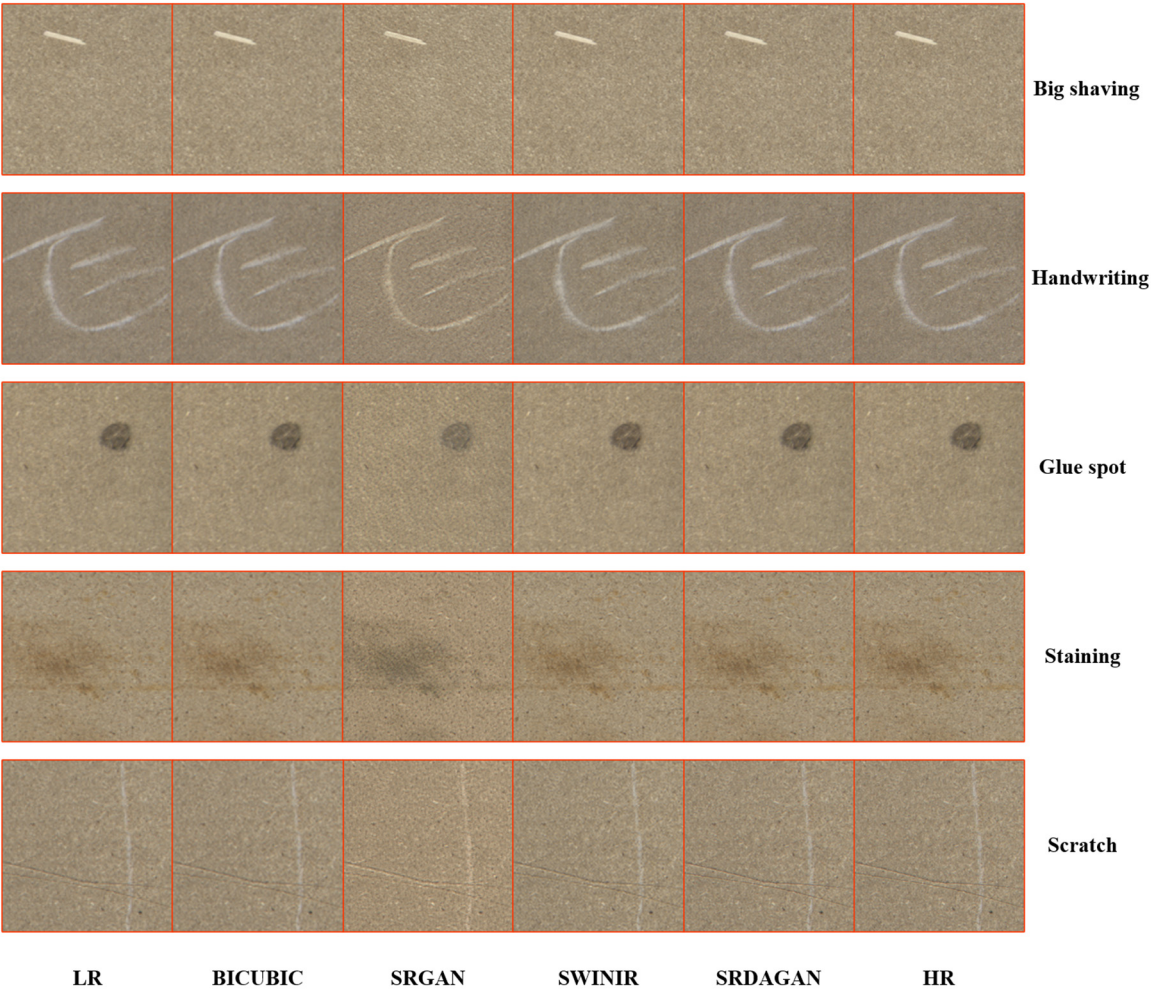 Big shaving
Handwriting
Glue spot
Staining
Scratch
LR BICUBIC SRGAN SWINIR SRDAGAN HR